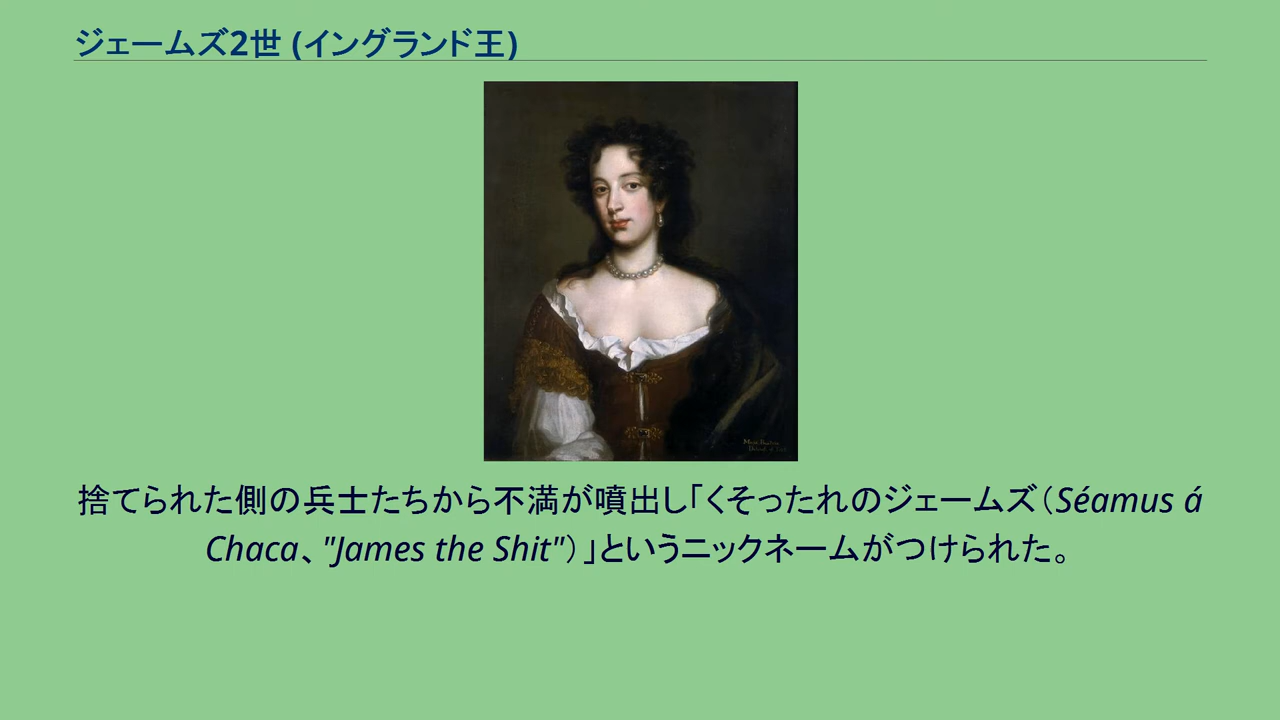 ジェームズ2世 (イングランド王)
捨てられた側の兵士たちから不満が噴出し「くそったれのジェームズ（Séamus á
Chaca、"James the Shit"）」というニックネームがつけられた。